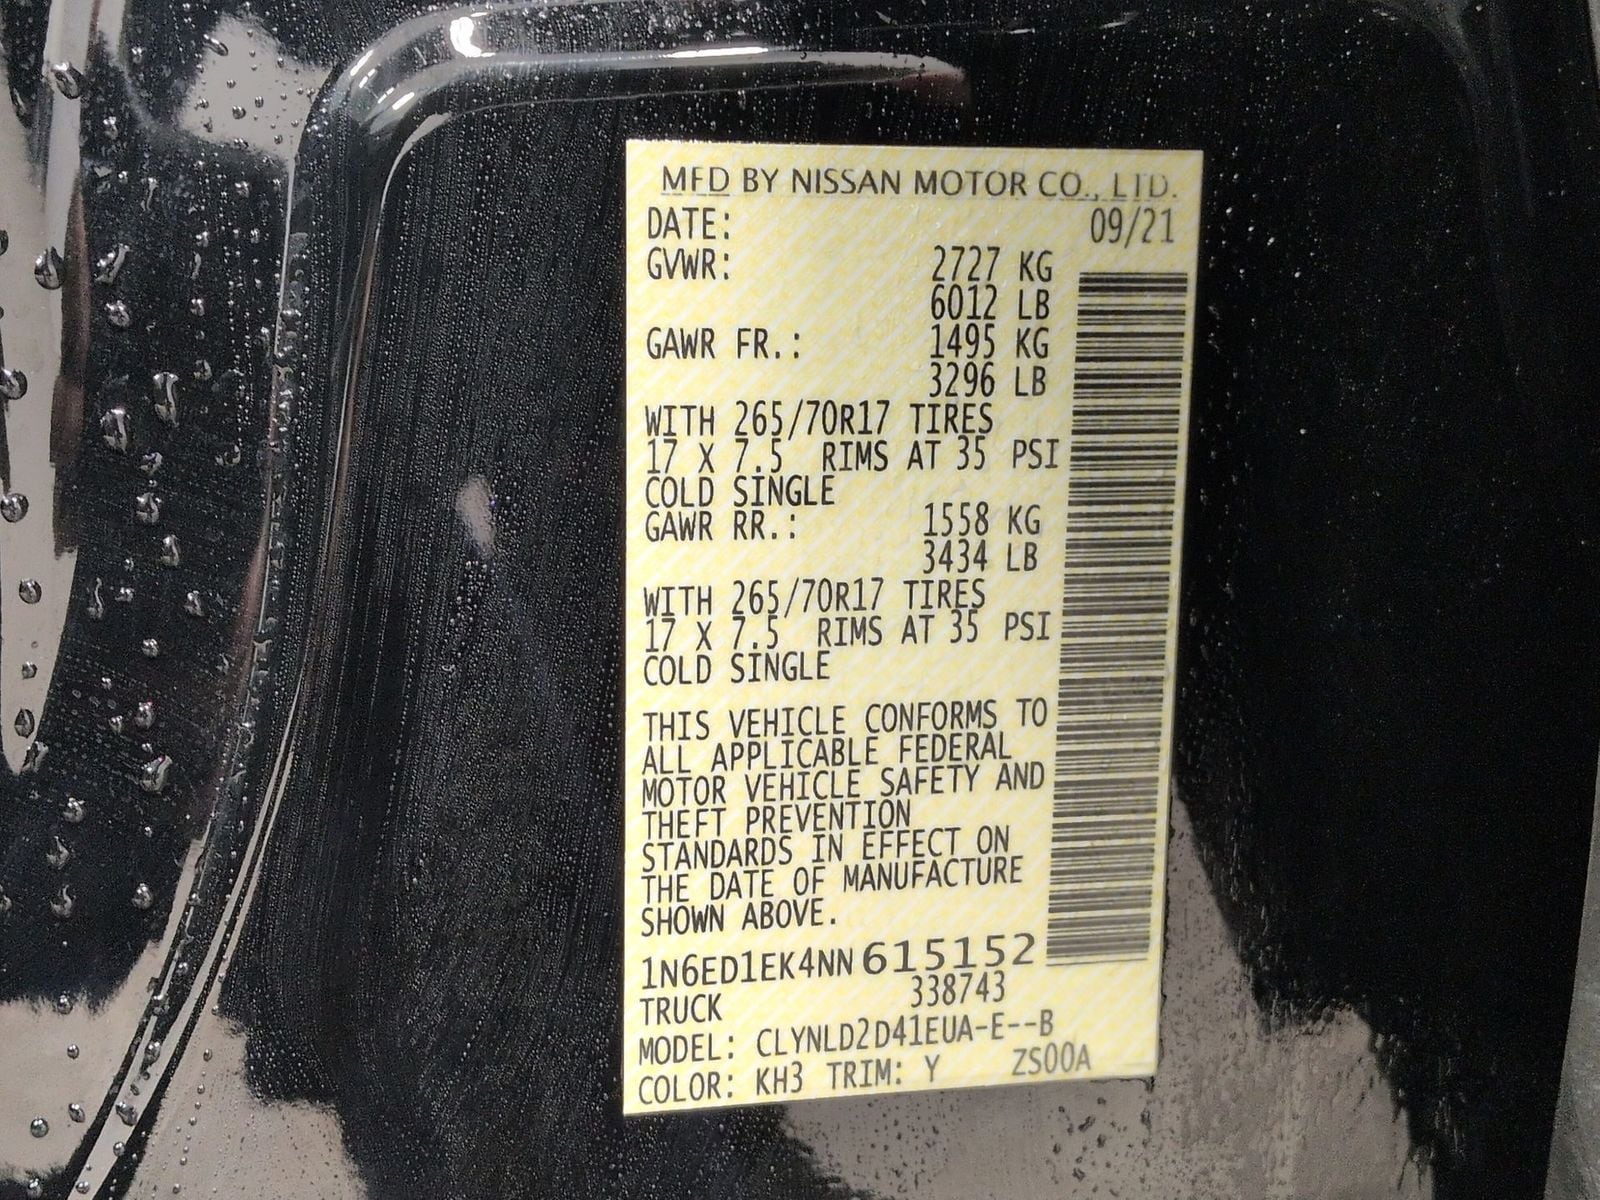 MFD BY NISSAN MOTOR CO., LTD.
DATE: 09/21
GVWR: 2727 KG
6012 LB
GAWR FR.: 1495 KG
3296 LB
WITH 265/70R17 TIRES
17 X 7.5 RIMS AT 35 PSI
COLD SINGLE
GAWR RR.: 1558 KG
3434 LB
WITH 265/70R17 TIRES
17 X 7.5 RIMS AT 35 PSI
COLD SINGLE
THIS VEHICLE CONFORMS TO
ALL APPLICABLE FEDERAL
MOTOR VEHICLE SAFETY AND
THEFT PREVENTION
STANDARDS IN EFFECT ON
THE DATE OF MANUFACTURE
SHOWN ABOVE.
1N6ED1EK4NN615152
TRUCK 338743
MODEL: CLYNLD2D41EUA-E--B
COLOR: KH3 TRIM: Y ZS00A